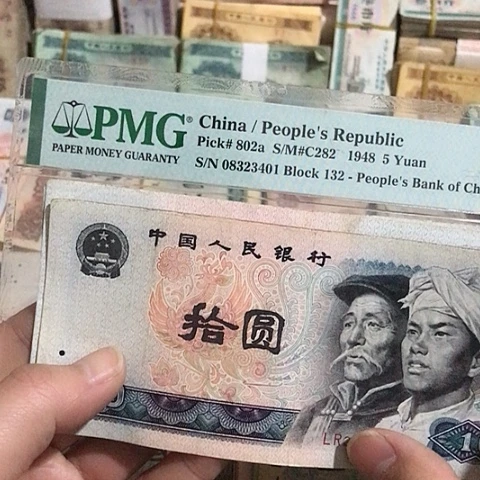 PMG
PAPER MONEY GUARANTY
China / People's Republic
Pick# 802a S/M#C282 1948 5 Yuan
S/N 08323401 Block 132 - People's Bank of Ch
中国人民银行
拾圆
LR